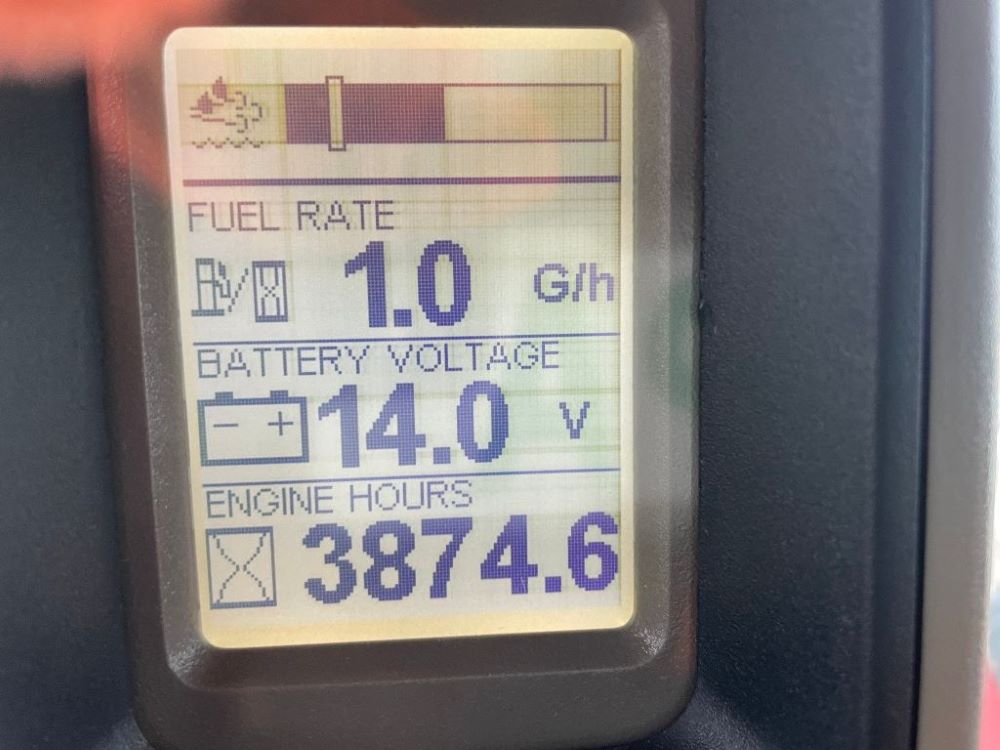 FUEL RATE
1.0 G/h
BATTERY VOLTAGE
- + 14.0 V
ENGINE HOURS
3874.6